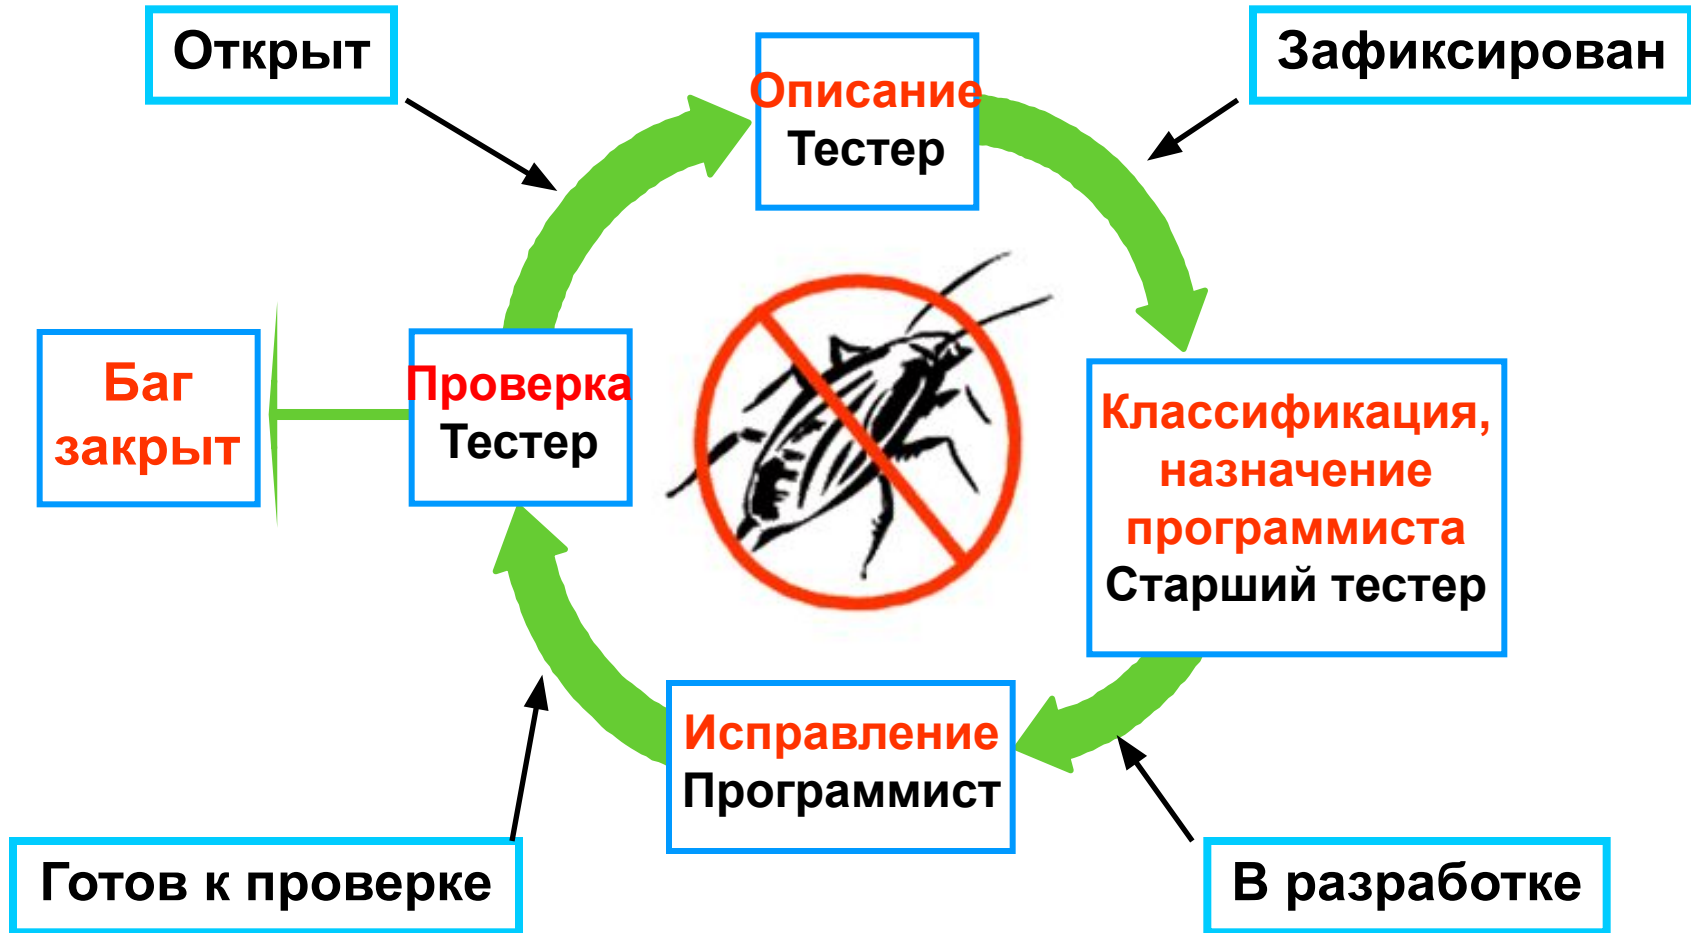 Открыт
Описание
Тестер
Зафиксирован
Баг
закрыт
Проверка
Тестер
Классификация,
назначение
программиста
Старший тестер
Исправление
Программист
Готов к проверке
В разработке